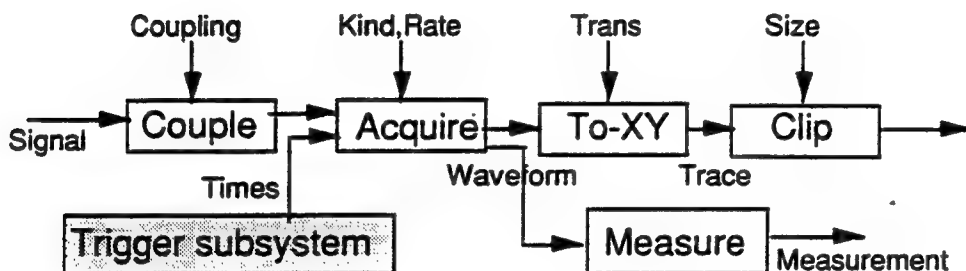 Coupling
Kind,Rate
Trans
Size
Signal
Couple
Acquire
To-XY
Clip
Times
Waveform
Trace
Trigger subsystem
Measure
Measurement